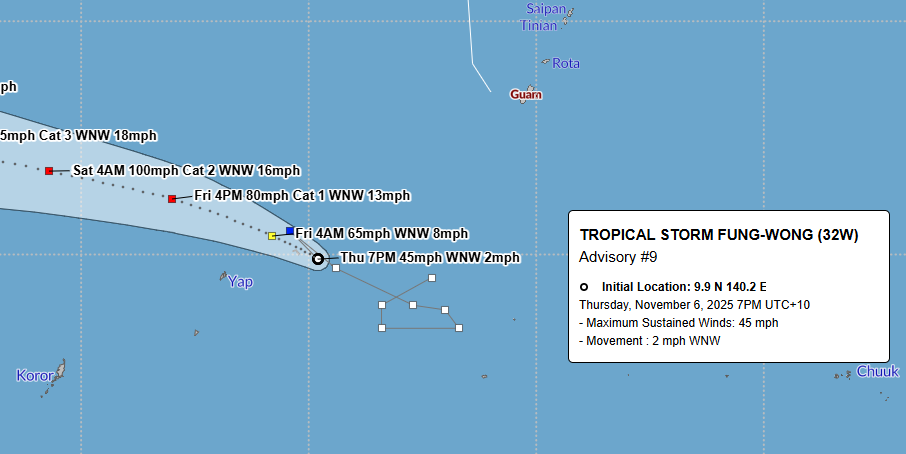 Saipan
Tinian
Rota
Guam
ph
5mph Cat 3 WNW 18mph
Sat 4AM 100mph Cat 2 WNW 16mph
Fri 4PM 80mph Cat 1 WNW 13mph
Fri 4AM 65mph WNW 8mph
Thu 7PM 45mph WNW 2mph
Yap
Koror
Chuuk
TROPICAL STORM FUNG-WONG (32W)
Advisory #9
Initial Location: 9.9 N 140.2 E
Thursday, November 6, 2025 7PM UTC+10
- Maximum Sustained Winds: 45 mph
- Movement : 2 mph WNW